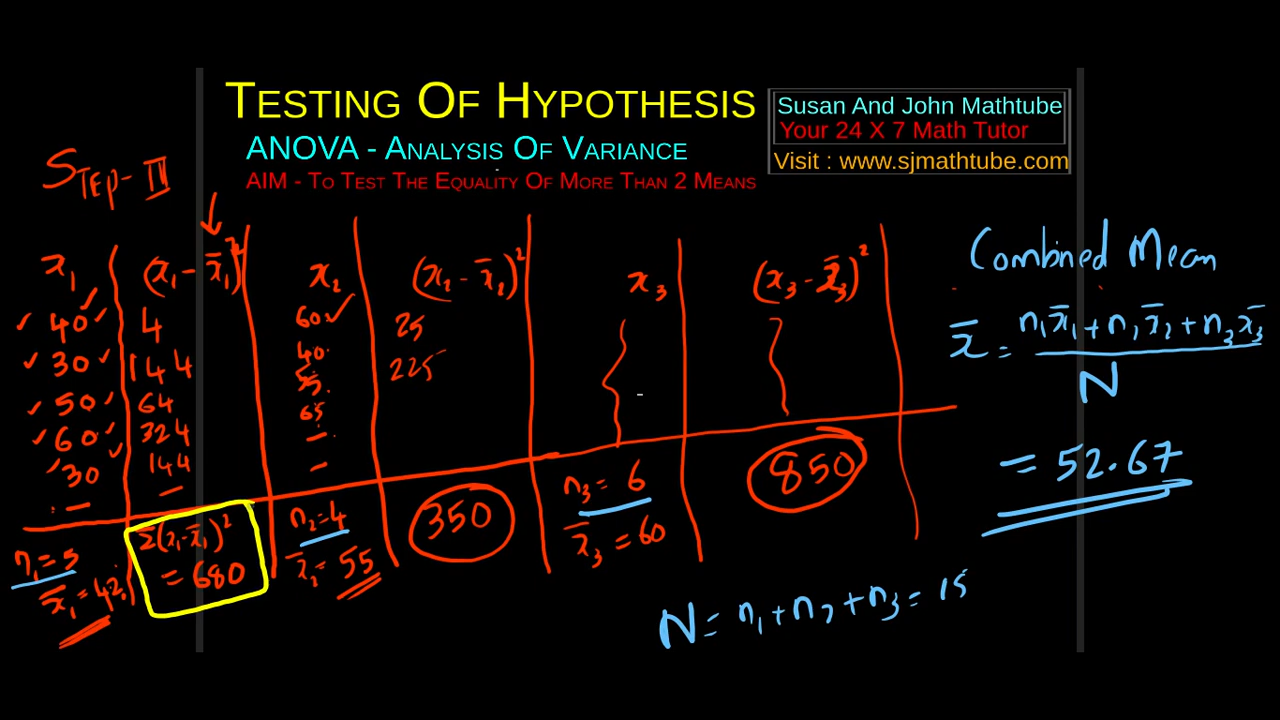 TESTING OF HYPOTHESIS
ANOVA - ANALYSIS OF VARIANCE
AIM - TO TEST THE EQUALITY OF MORE THAN 2 MEANS
Susan And John Mathtube
Your 24 X 7 Math Tutor
Visit : www.sjmathtube.com
STEP-III
x₁ (x₁ - x̄₁)² x₂ (x₂ - x̄₂)² x₃ (x₃ - x̄₃)²
40 4 60 25
30 144 40 225
50 64 55
60 324 65
30 144
n₁ = 5 Σ(x₁-x̄₁)² n₂=4 350 n₃ = 6 850
x̄₁ = 42 = 680 x̄₂ = 55 x̄₃ = 60
Combined Mean
x̄ = n₁x̄₁ + n₂x̄₂ + n₃x̄₃
N
= 52.67
N = n₁ + n₂ + n₃ = 15